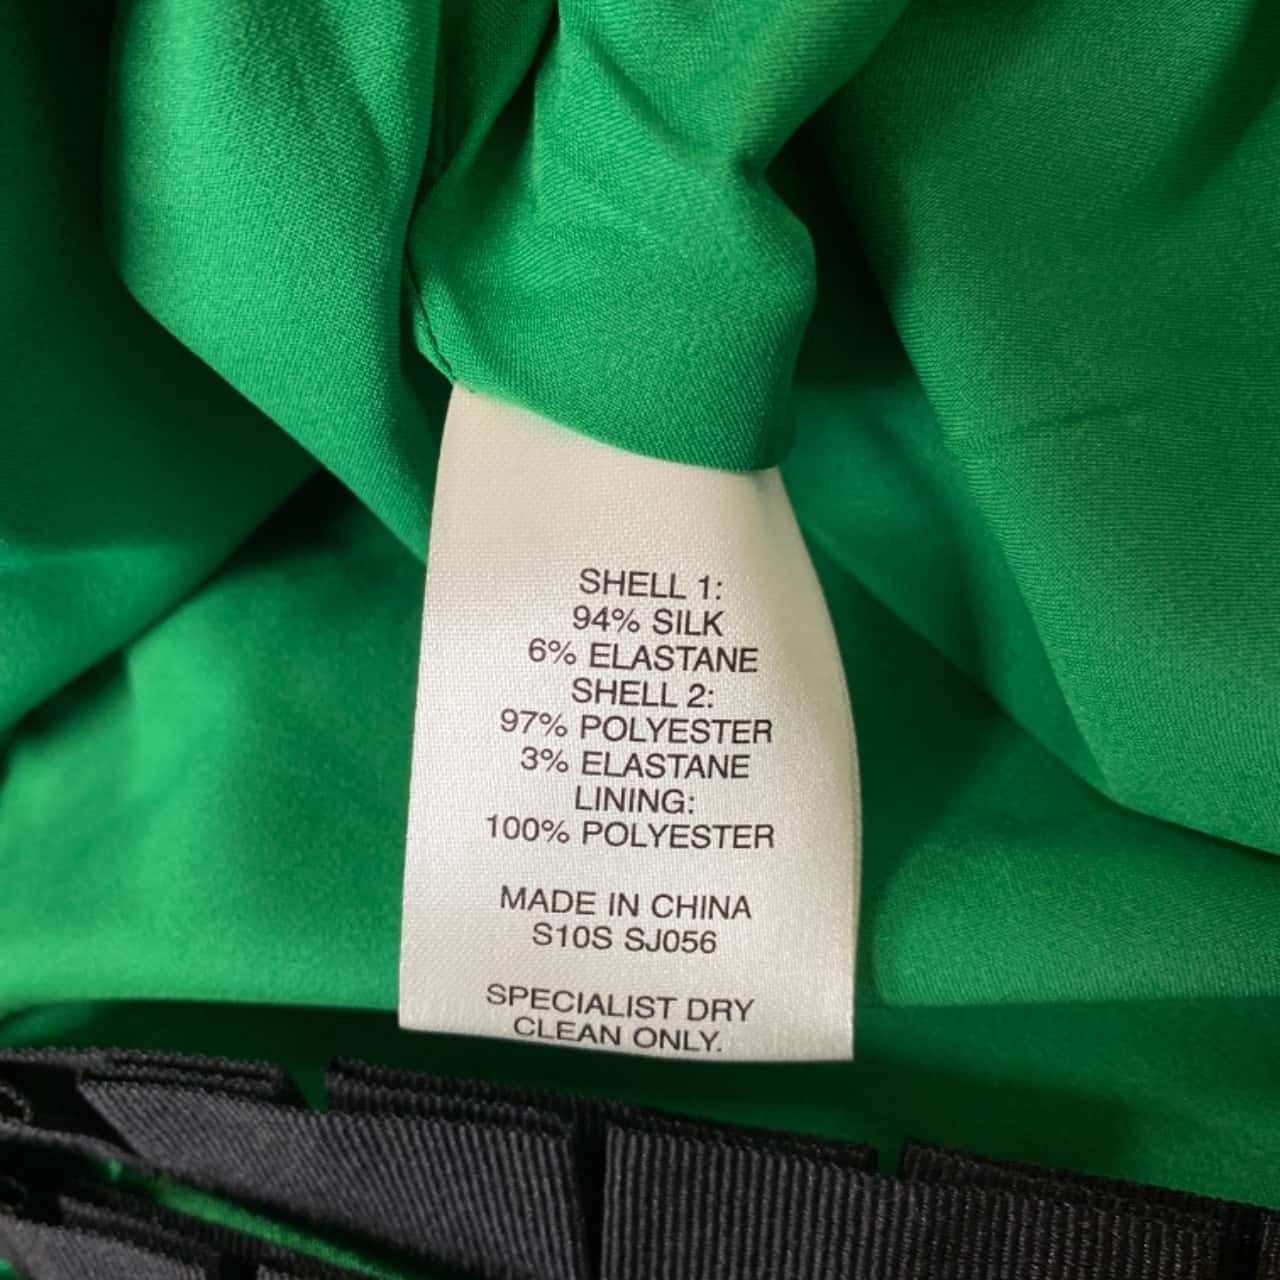 SHELL 1:
94% SILK
6% ELASTANE
SHELL 2:
97% POLYESTER
3% ELASTANE
LINING:
100% POLYESTER
MADE IN CHINA
S10S SJ056
SPECIALIST DRY
CLEAN ONLY.